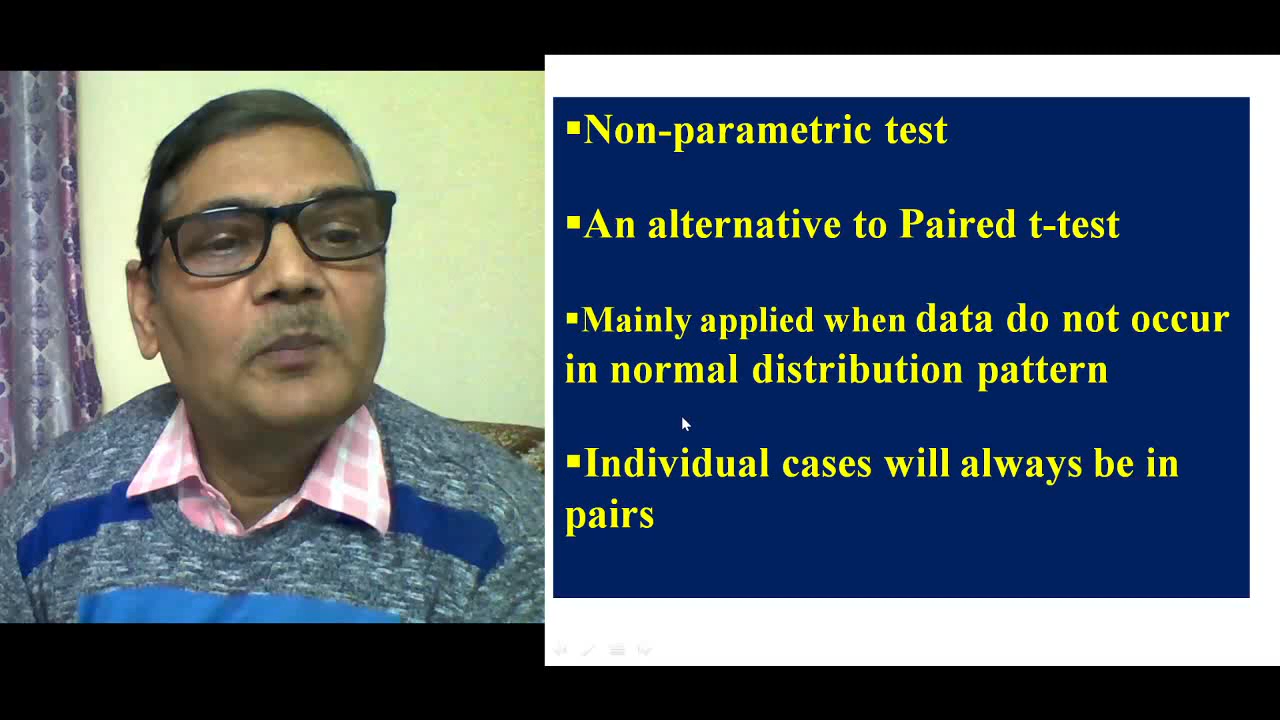 ▪Non-parametric test
▪An alternative to Paired t-test
▪Mainly applied when data do not occur
in normal distribution pattern
▪Individual cases will always be in
pairs